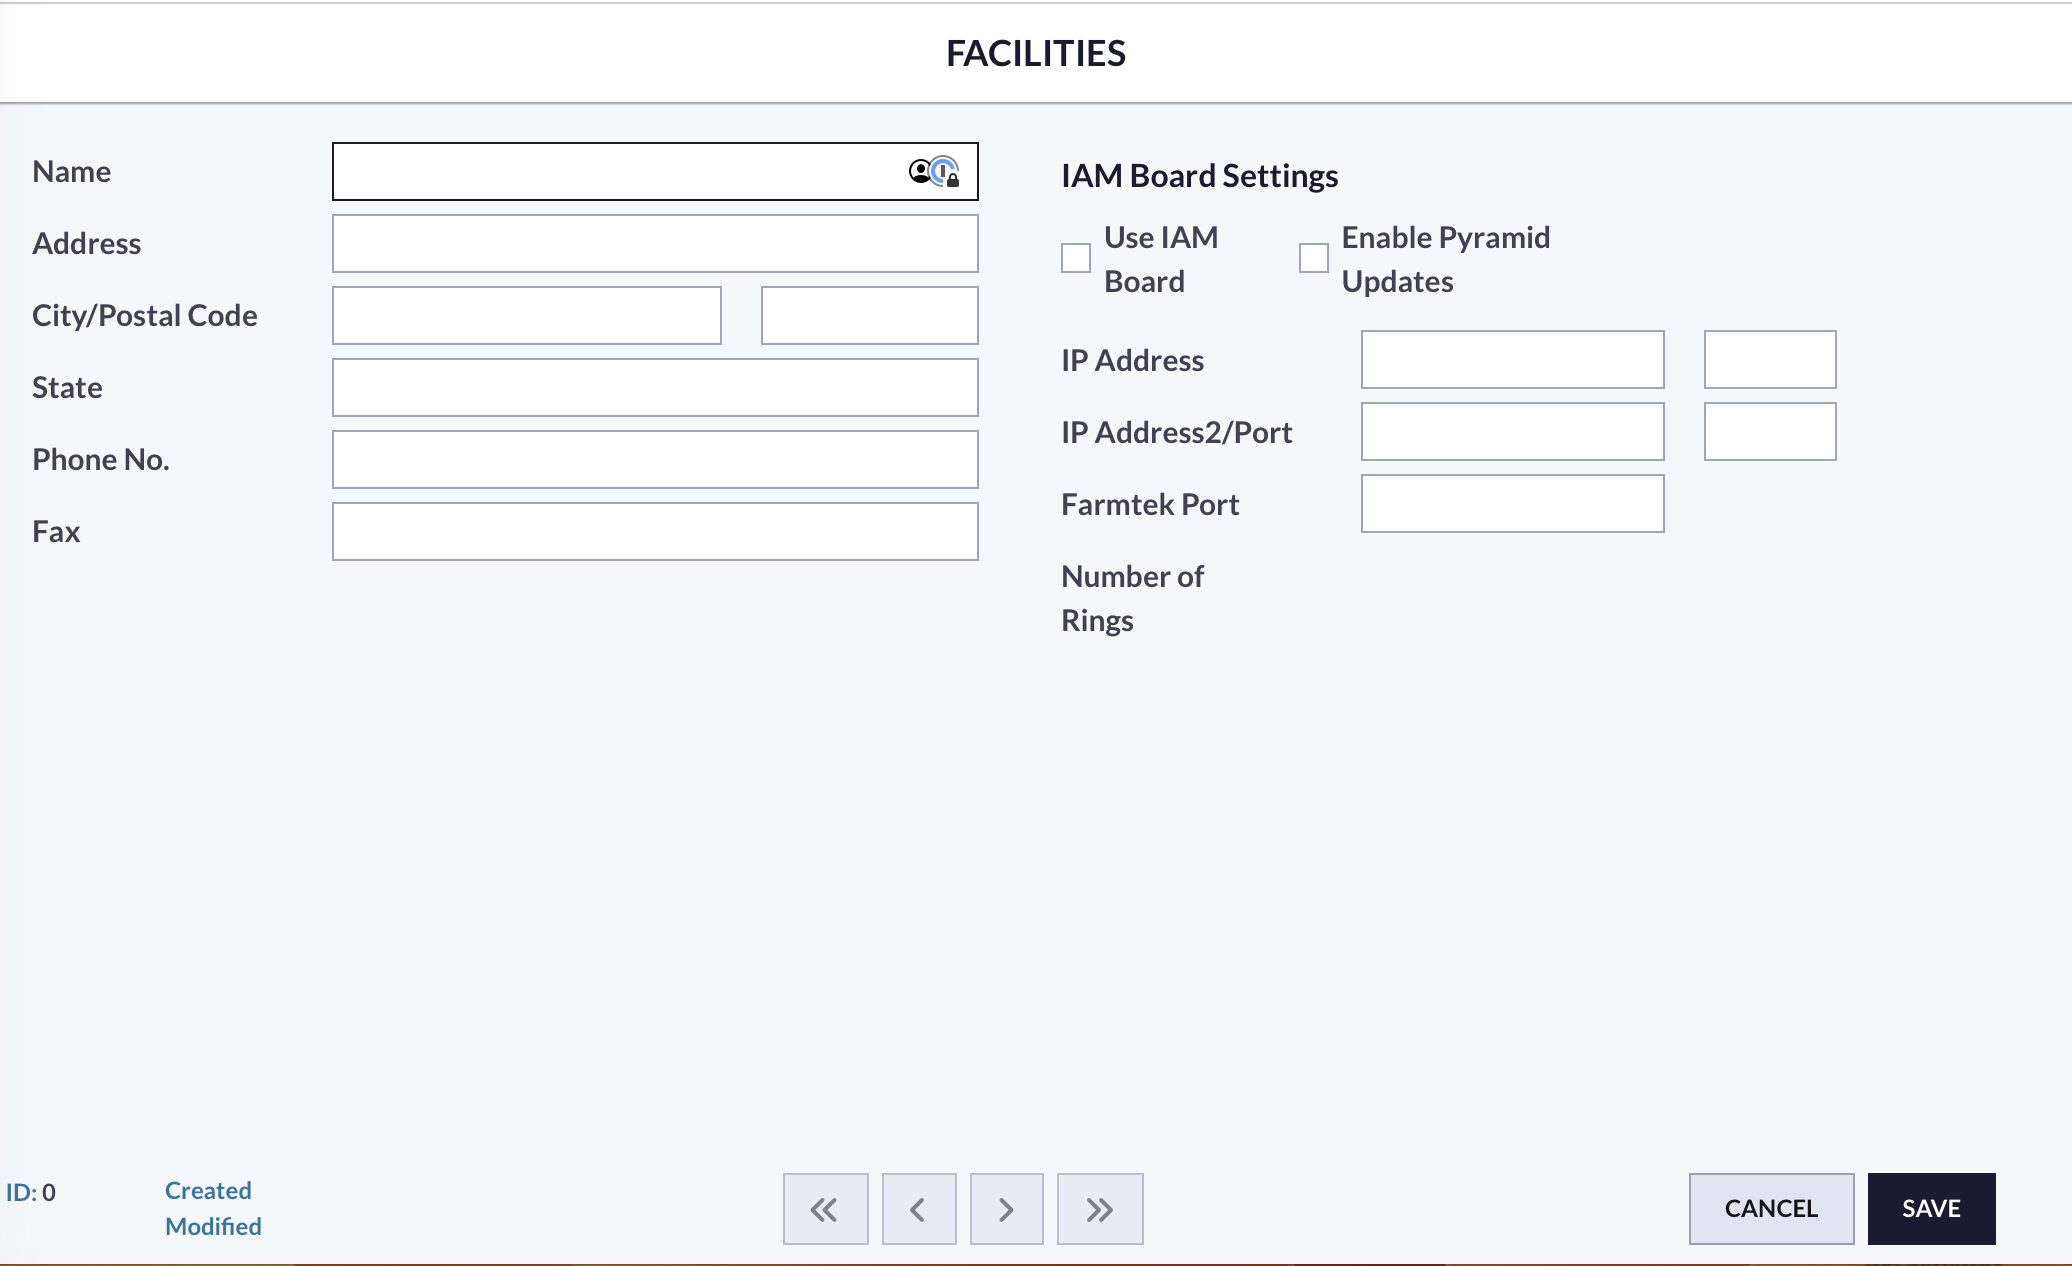 FACILITIES
Name
Address
City/Postal Code
State
Phone No.
Fax
IAM Board Settings
Use IAM
Board
Enable Pyramid
Updates
IP Address
IP Address2/Port
Farmtek Port
Number of
Rings
ID: 0
Created
Modified
CANCEL
SAVE